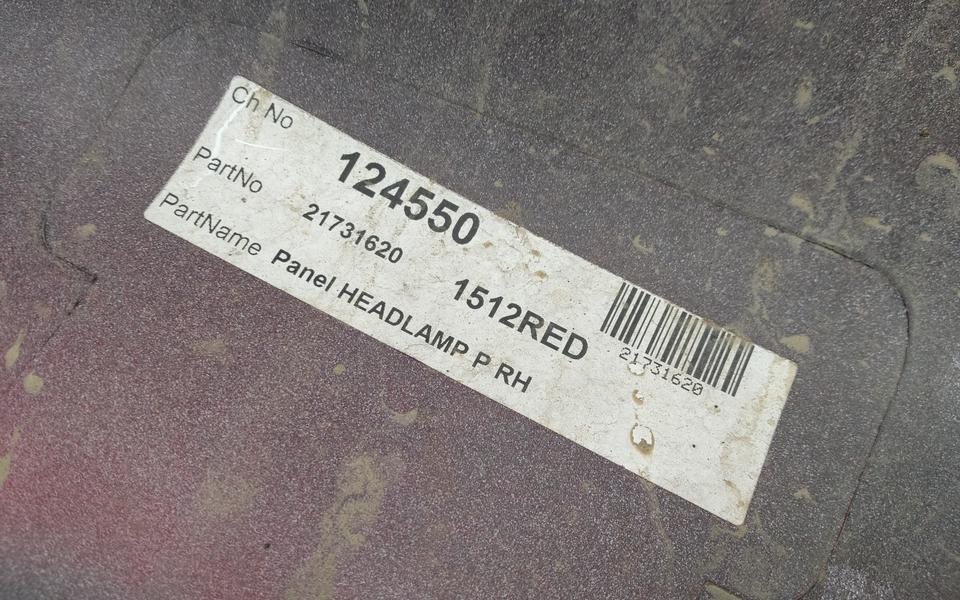 Ch No 124550
PartNo 21731620 1512RED
PartName Panel HEADLAMP P RH
21731620